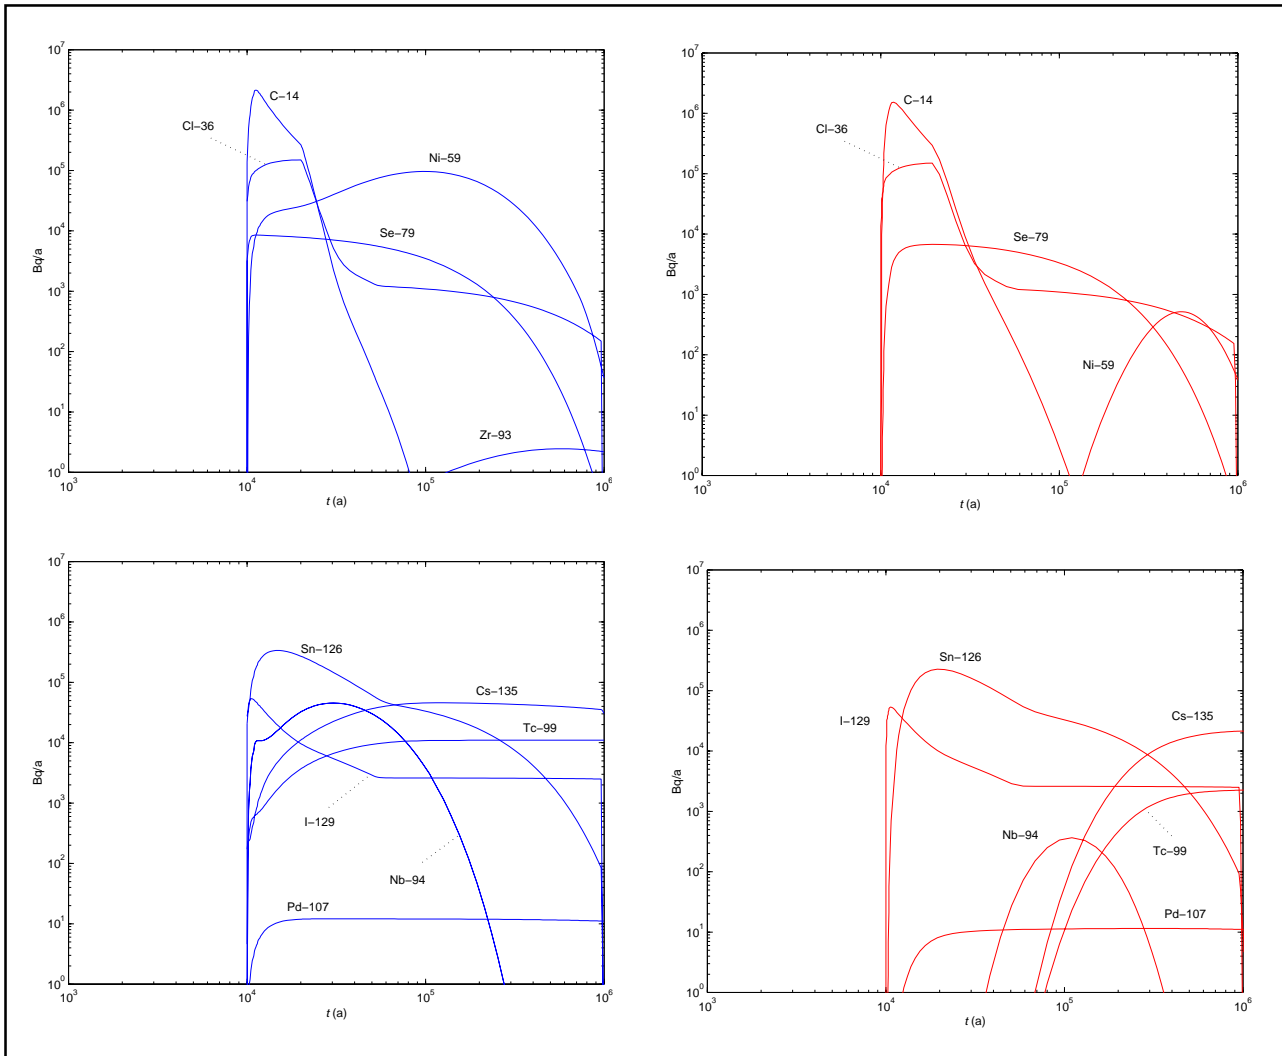 10^7
10^6
10^5
10^4
10^3
10^2
10^1
10^0
Bq/a
C−14
Cl−36
Ni−59
Se−79
Zr−93
10^3
10^4
10^5
10^6
t (a)
10^7
10^6
10^5
10^4
10^3
10^2
10^1
10^0
Bq/a
C−14
Cl−36
Se−79
Ni−59
10^3
10^4
10^5
10^6
t (a)
10^7
10^6
10^5
10^4
10^3
10^2
10^1
10^0
Bq/a
Sn−126
Cs−135
Tc−99
I−129
Nb−94
Pd−107
10^3
10^4
10^5
10^6
t (a)
10^7
10^6
10^5
10^4
10^3
10^2
10^1
10^0
Bq/a
Sn−126
I−129
Cs−135
Nb−94
Tc−99
Pd−107
10^3
10^4
10^5
10^6
t (a)